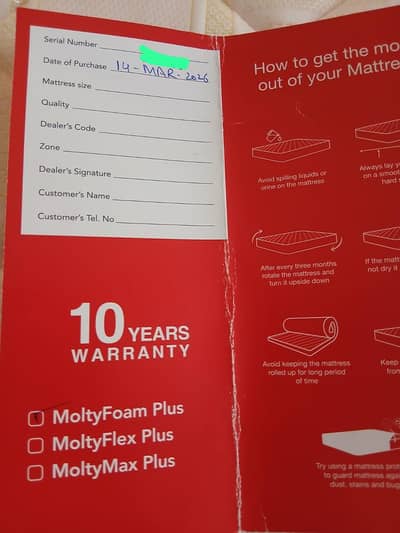 Serial Number
Date of Purchase 14-MAR-2026
Mattress size
Quality
Dealer's Code
Zone
Dealer's Signature
Customer's Name
Customer's Tel. No
10 YEARS
WARRANTY
MoltyFoam Plus
MoltyFlex Plus
MoltyMax Plus
How to get the mo
out of your Mattre
Avoid spilling liquids or
urine on the mattress
Always lay y
on a smoot
hard s
After every three months
rotate the mattress and
turn it upside down
If the matt
not dry a
Avoid keeping the mattress
rolled up for long period
of time
Keep
from
Try using a mattress prot
to guard mattress aga
dust, stains and bug